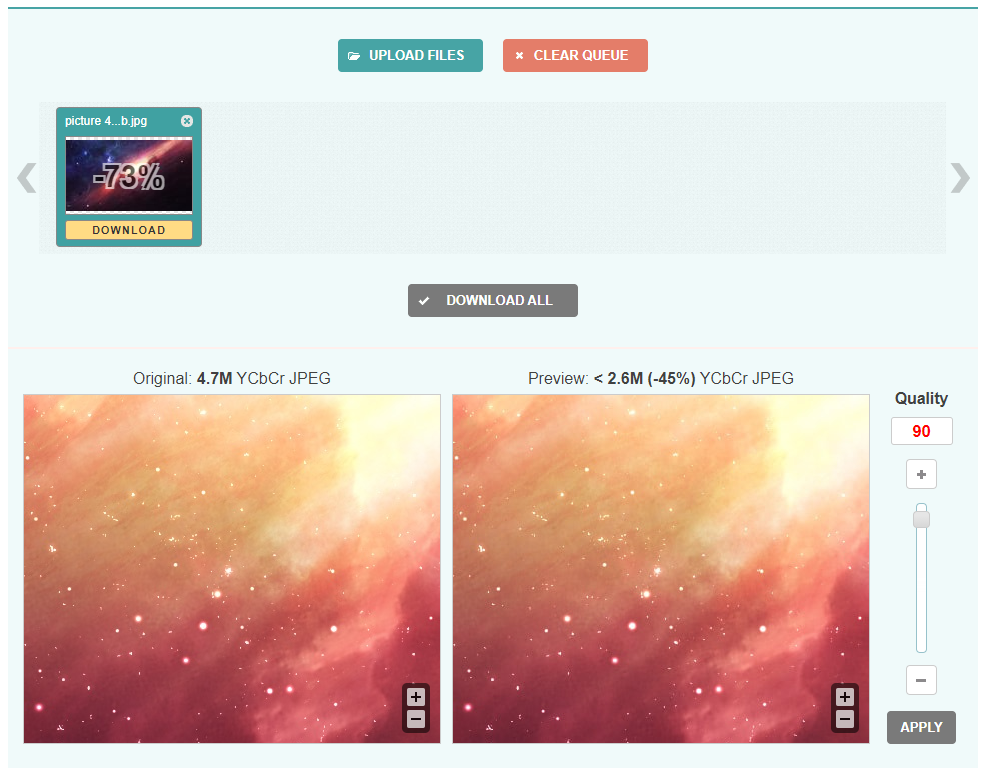 UPLOAD FILES
CLEAR QUEUE
picture 4...b.jpg
-73%
DOWNLOAD
DOWNLOAD ALL
Original: 4.7M YCbCr JPEG
Preview: < 2.6M (-45%) YCbCr JPEG
Quality
90
APPLY